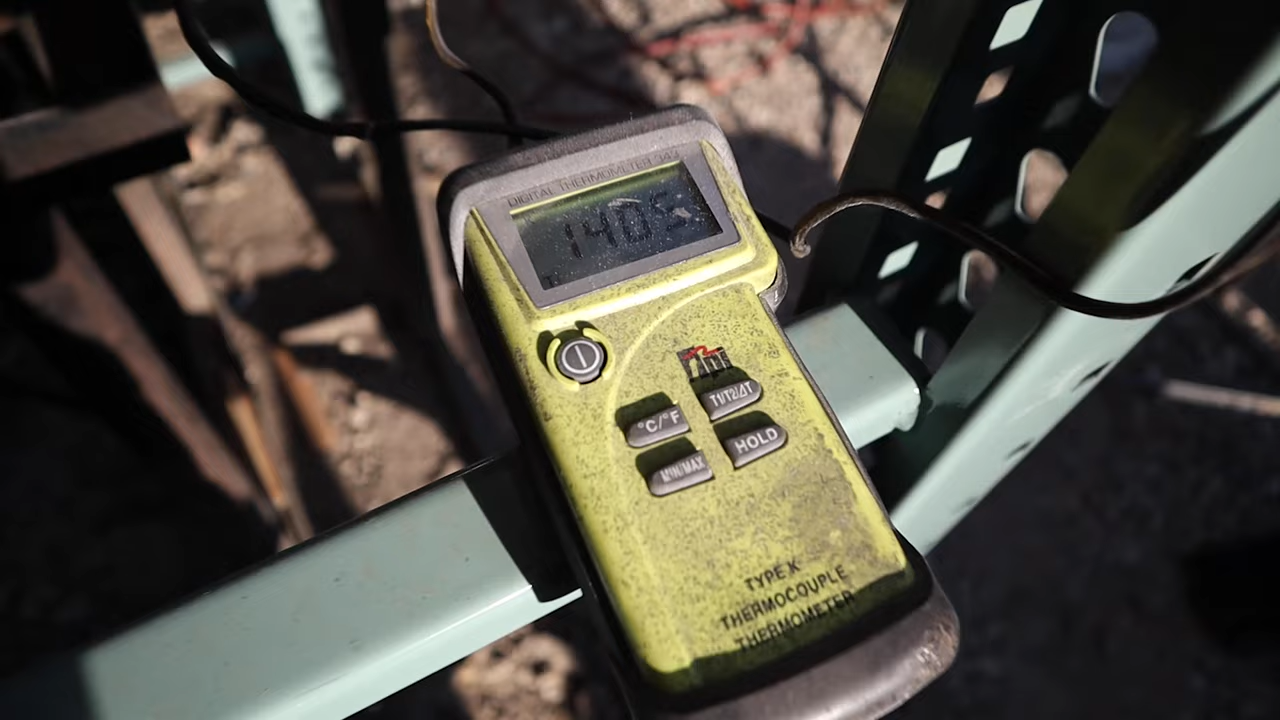 DIGITAL THERMOMETER
1405
T1/T2/ΔT
°C/°F
HOLD
MIN/MAX
TYPE K
THERMOCOUPLE
THERMOMETER